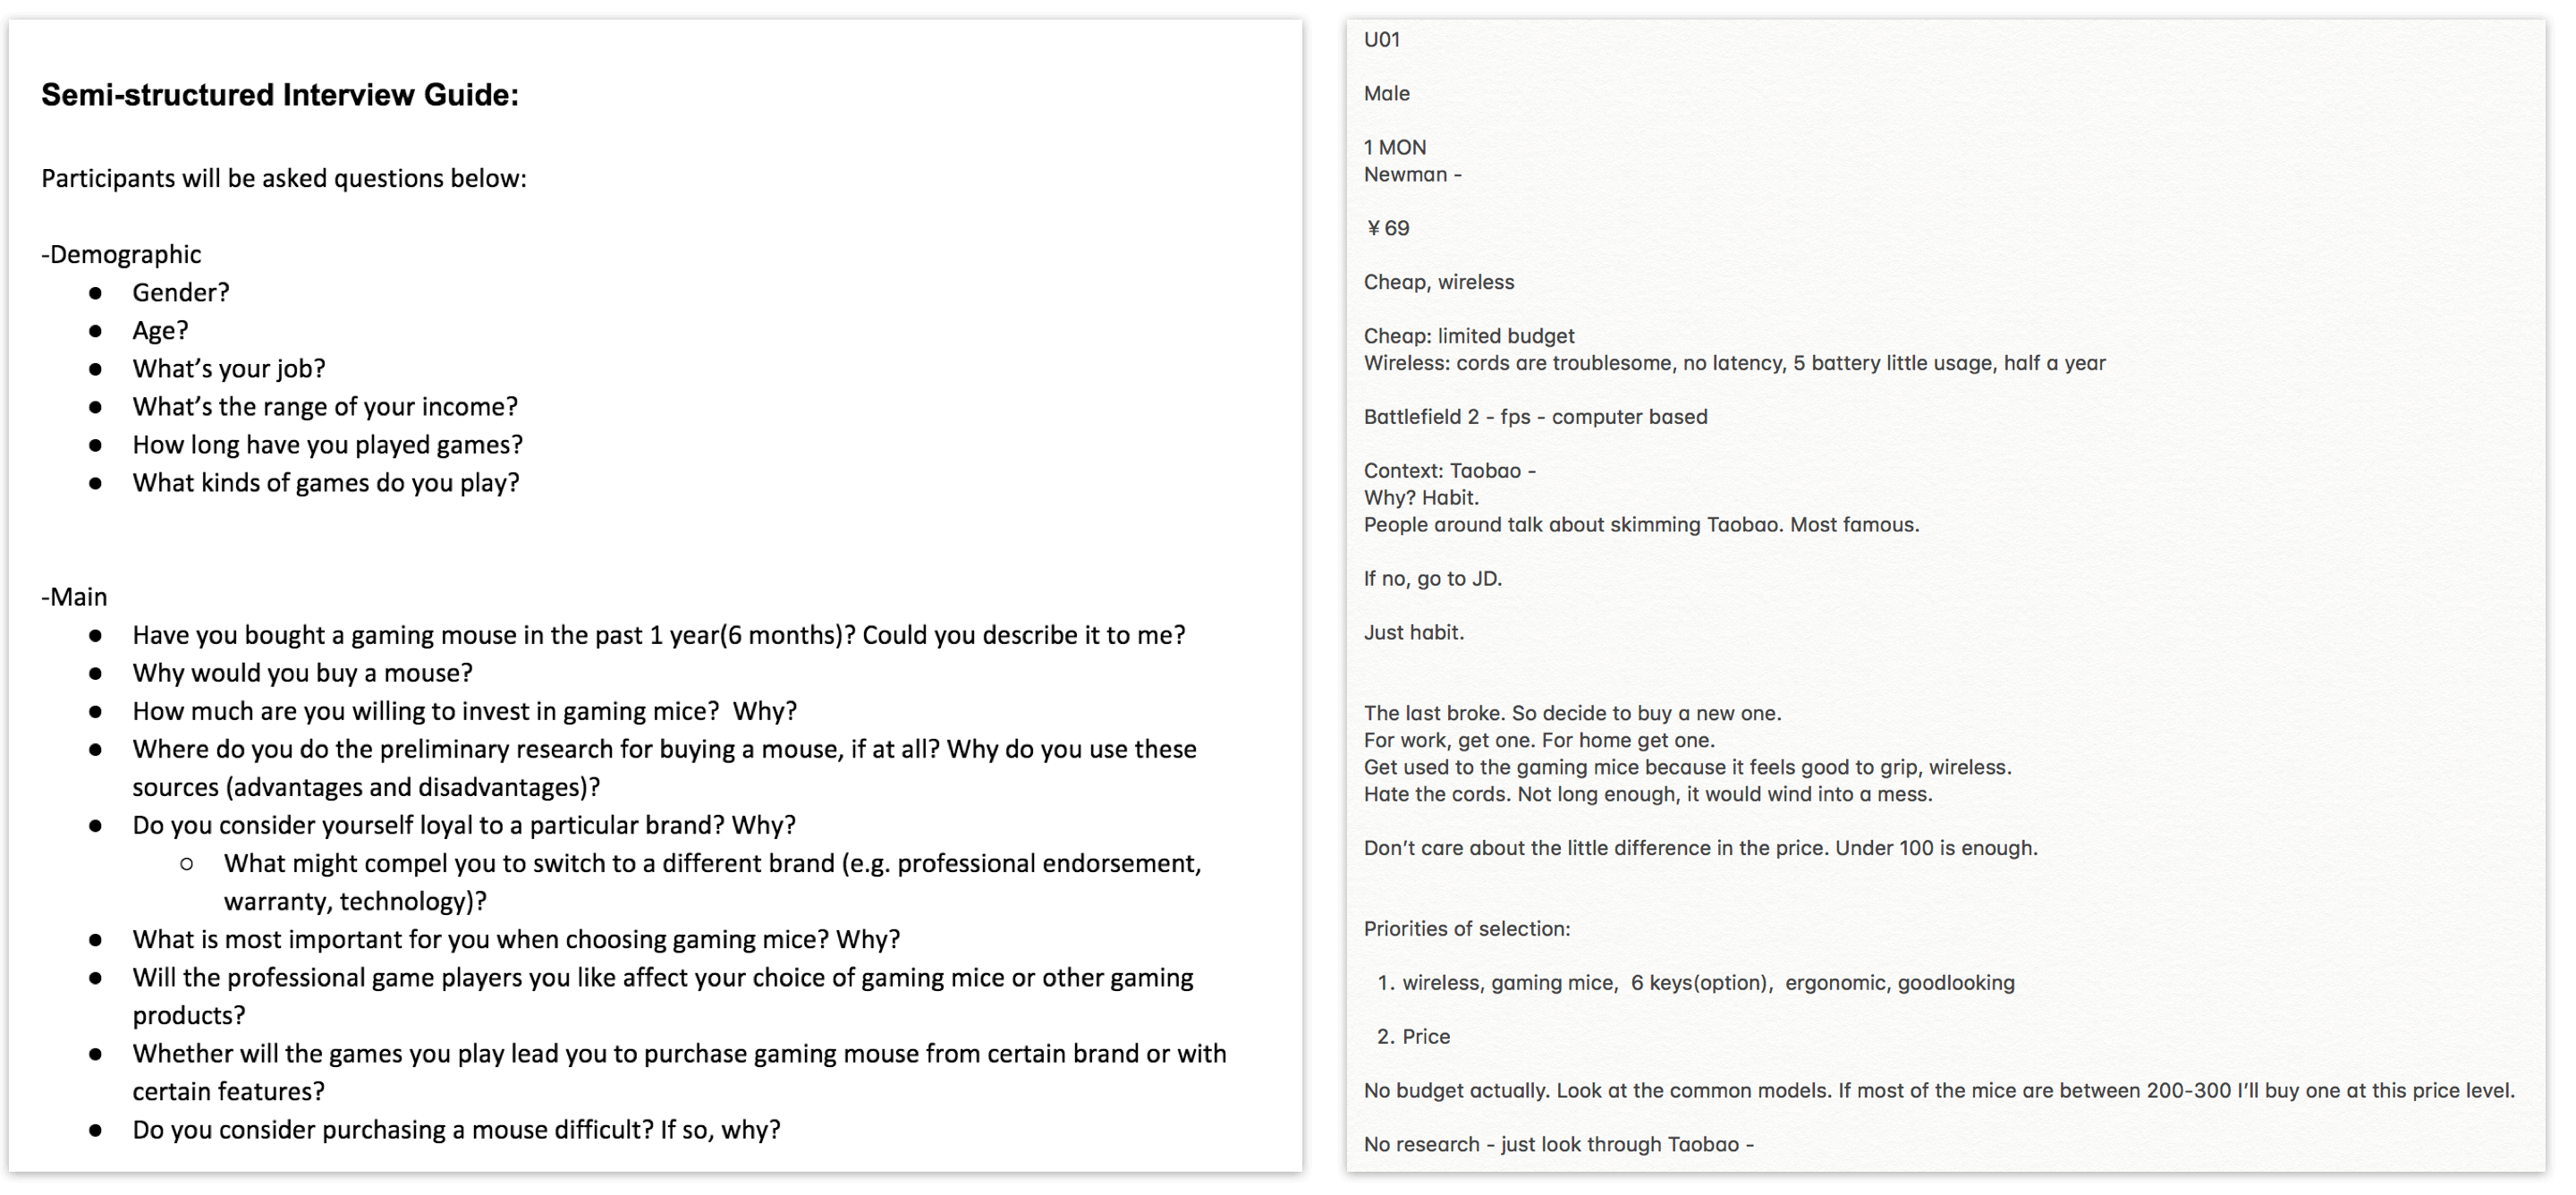 Semi-structured Interview Guide:
Participants will be asked questions below:
-Demographic
● Gender?
● Age?
● What's your job?
● What's the range of your income?
● How long have you played games?
● What kinds of games do you play?
-Main
● Have you bought a gaming mouse in the past 1 year(6 months)? Could you describe it to me?
● Why would you buy a mouse?
● How much are you willing to invest in gaming mice?  Why?
● Where do you do the preliminary research for buying a mouse, if at all? Why do you use these
sources (advantages and disadvantages)?
● Do you consider yourself loyal to a particular brand? Why?
○ What might compel you to switch to a different brand (e.g. professional endorsement,
warranty, technology)?
● What is most important for you when choosing gaming mice? Why?
● Will the professional game players you like affect your choice of gaming mice or other gaming
products?
● Whether will the games you play lead you to purchase gaming mouse from certain brand or with
certain features?
● Do you consider purchasing a mouse difficult? If so, why?
U01
Male
1 MON
Newman -
¥ 69
Cheap, wireless
Cheap: limited budget
Wireless: cords are troublesome, no latency, 5 battery little usage, half a year
Battlefield 2 - fps - computer based
Context: Taobao -
Why? Habit.
People around talk about skimming Taobao. Most famous.
If no, go to JD.
Just habit.
The last broke. So decide to buy a new one.
For work, get one. For home get one.
Get used to the gaming mice because it feels good to grip, wireless.
Hate the cords. Not long enough, it would wind into a mess.
Don't care about the little difference in the price. Under 100 is enough.
Priorities of selection:
1. wireless, gaming mice,  6 keys(option),  ergonomic, goodlooking
2. Price
No budget actually. Look at the common models. If most of the mice are between 200-300 I'll buy one at this price level.
No research - just look through Taobao -